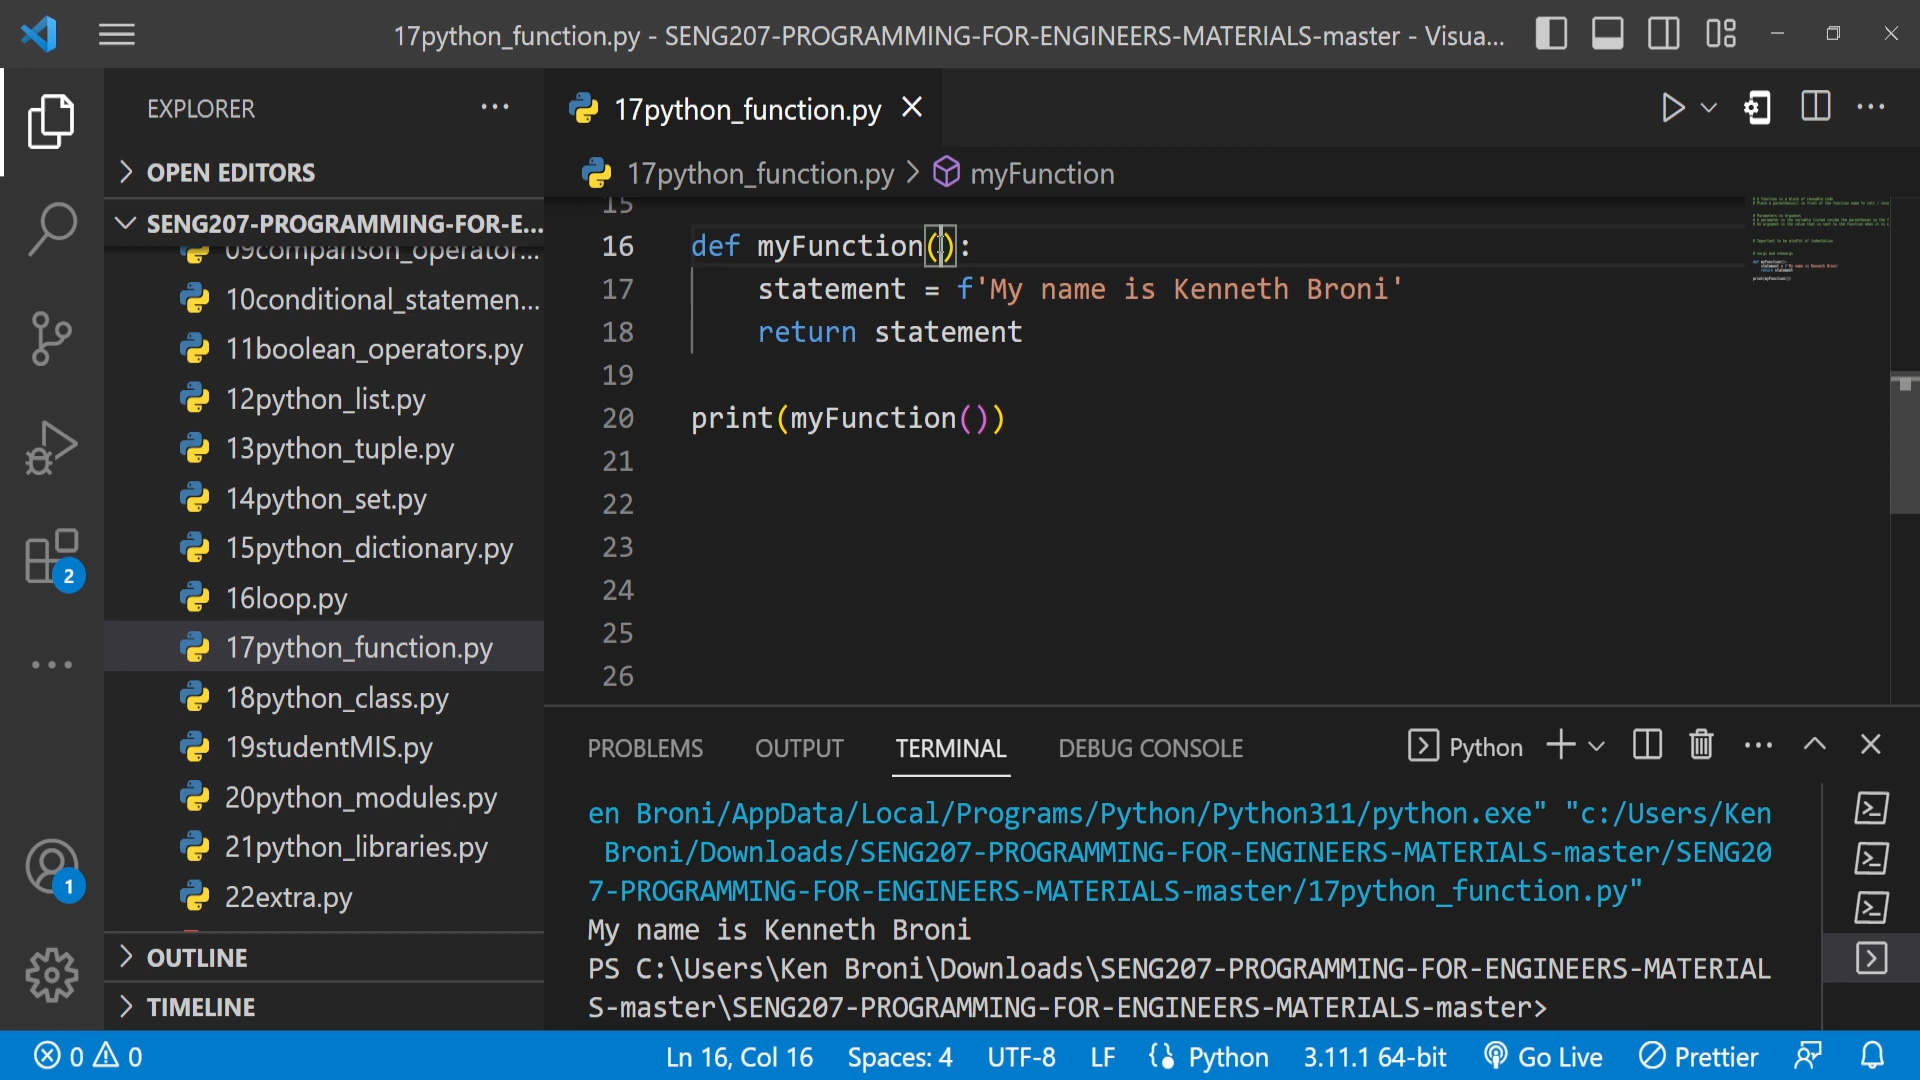 17python_function.py - SENG207-PROGRAMMING-FOR-ENGINEERS-MATERIALS-master - Visua...
EXPLORER
OPEN EDITORS
SENG207-PROGRAMMING-FOR-E...
09comparison_operator...
10conditional_statemen...
11boolean_operators.py
12python_list.py
13python_tuple.py
14python_set.py
15python_dictionary.py
16loop.py
17python_function.py
18python_class.py
19studentMIS.py
20python_modules.py
21python_libraries.py
22extra.py
OUTLINE
TIMELINE
2
1
17python_function.py
17python_function.py > myFunction
15
16 def myFunction():
17 statement = f'My name is Kenneth Broni'
18 return statement
19
20 print(myFunction())
21
22
23
24
25
26
PROBLEMS OUTPUT TERMINAL DEBUG CONSOLE Python
en Broni/AppData/Local/Programs/Python/Python311/python.exe" "c:/Users/Ken
Broni/Downloads/SENG207-PROGRAMMING-FOR-ENGINEERS-MATERIALS-master/SENG20
7-PROGRAMMING-FOR-ENGINEERS-MATERIALS-master/17python_function.py"
My name is Kenneth Broni
PS C:\Users\Ken Broni\Downloads\SENG207-PROGRAMMING-FOR-ENGINEERS-MATERIAL
S-master\SENG207-PROGRAMMING-FOR-ENGINEERS-MATERIALS-master>
0 0 Ln 16, Col 16 Spaces: 4 UTF-8 LF Python 3.11.1 64-bit Go Live Prettier